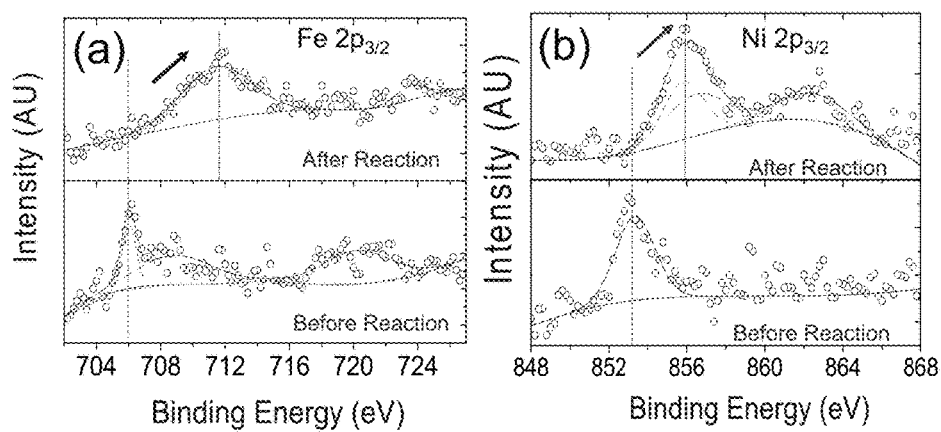 (a)
Fe 2p3/2
Intensity (AU)
After Reaction
Before Reaction
704 708 712 716 720 724
Binding Energy (eV)
(b)
Ni 2p3/2
Intensity (AU)
After Reaction
Before Reaction
848 852 856 860 864 868
Binding Energy (eV)